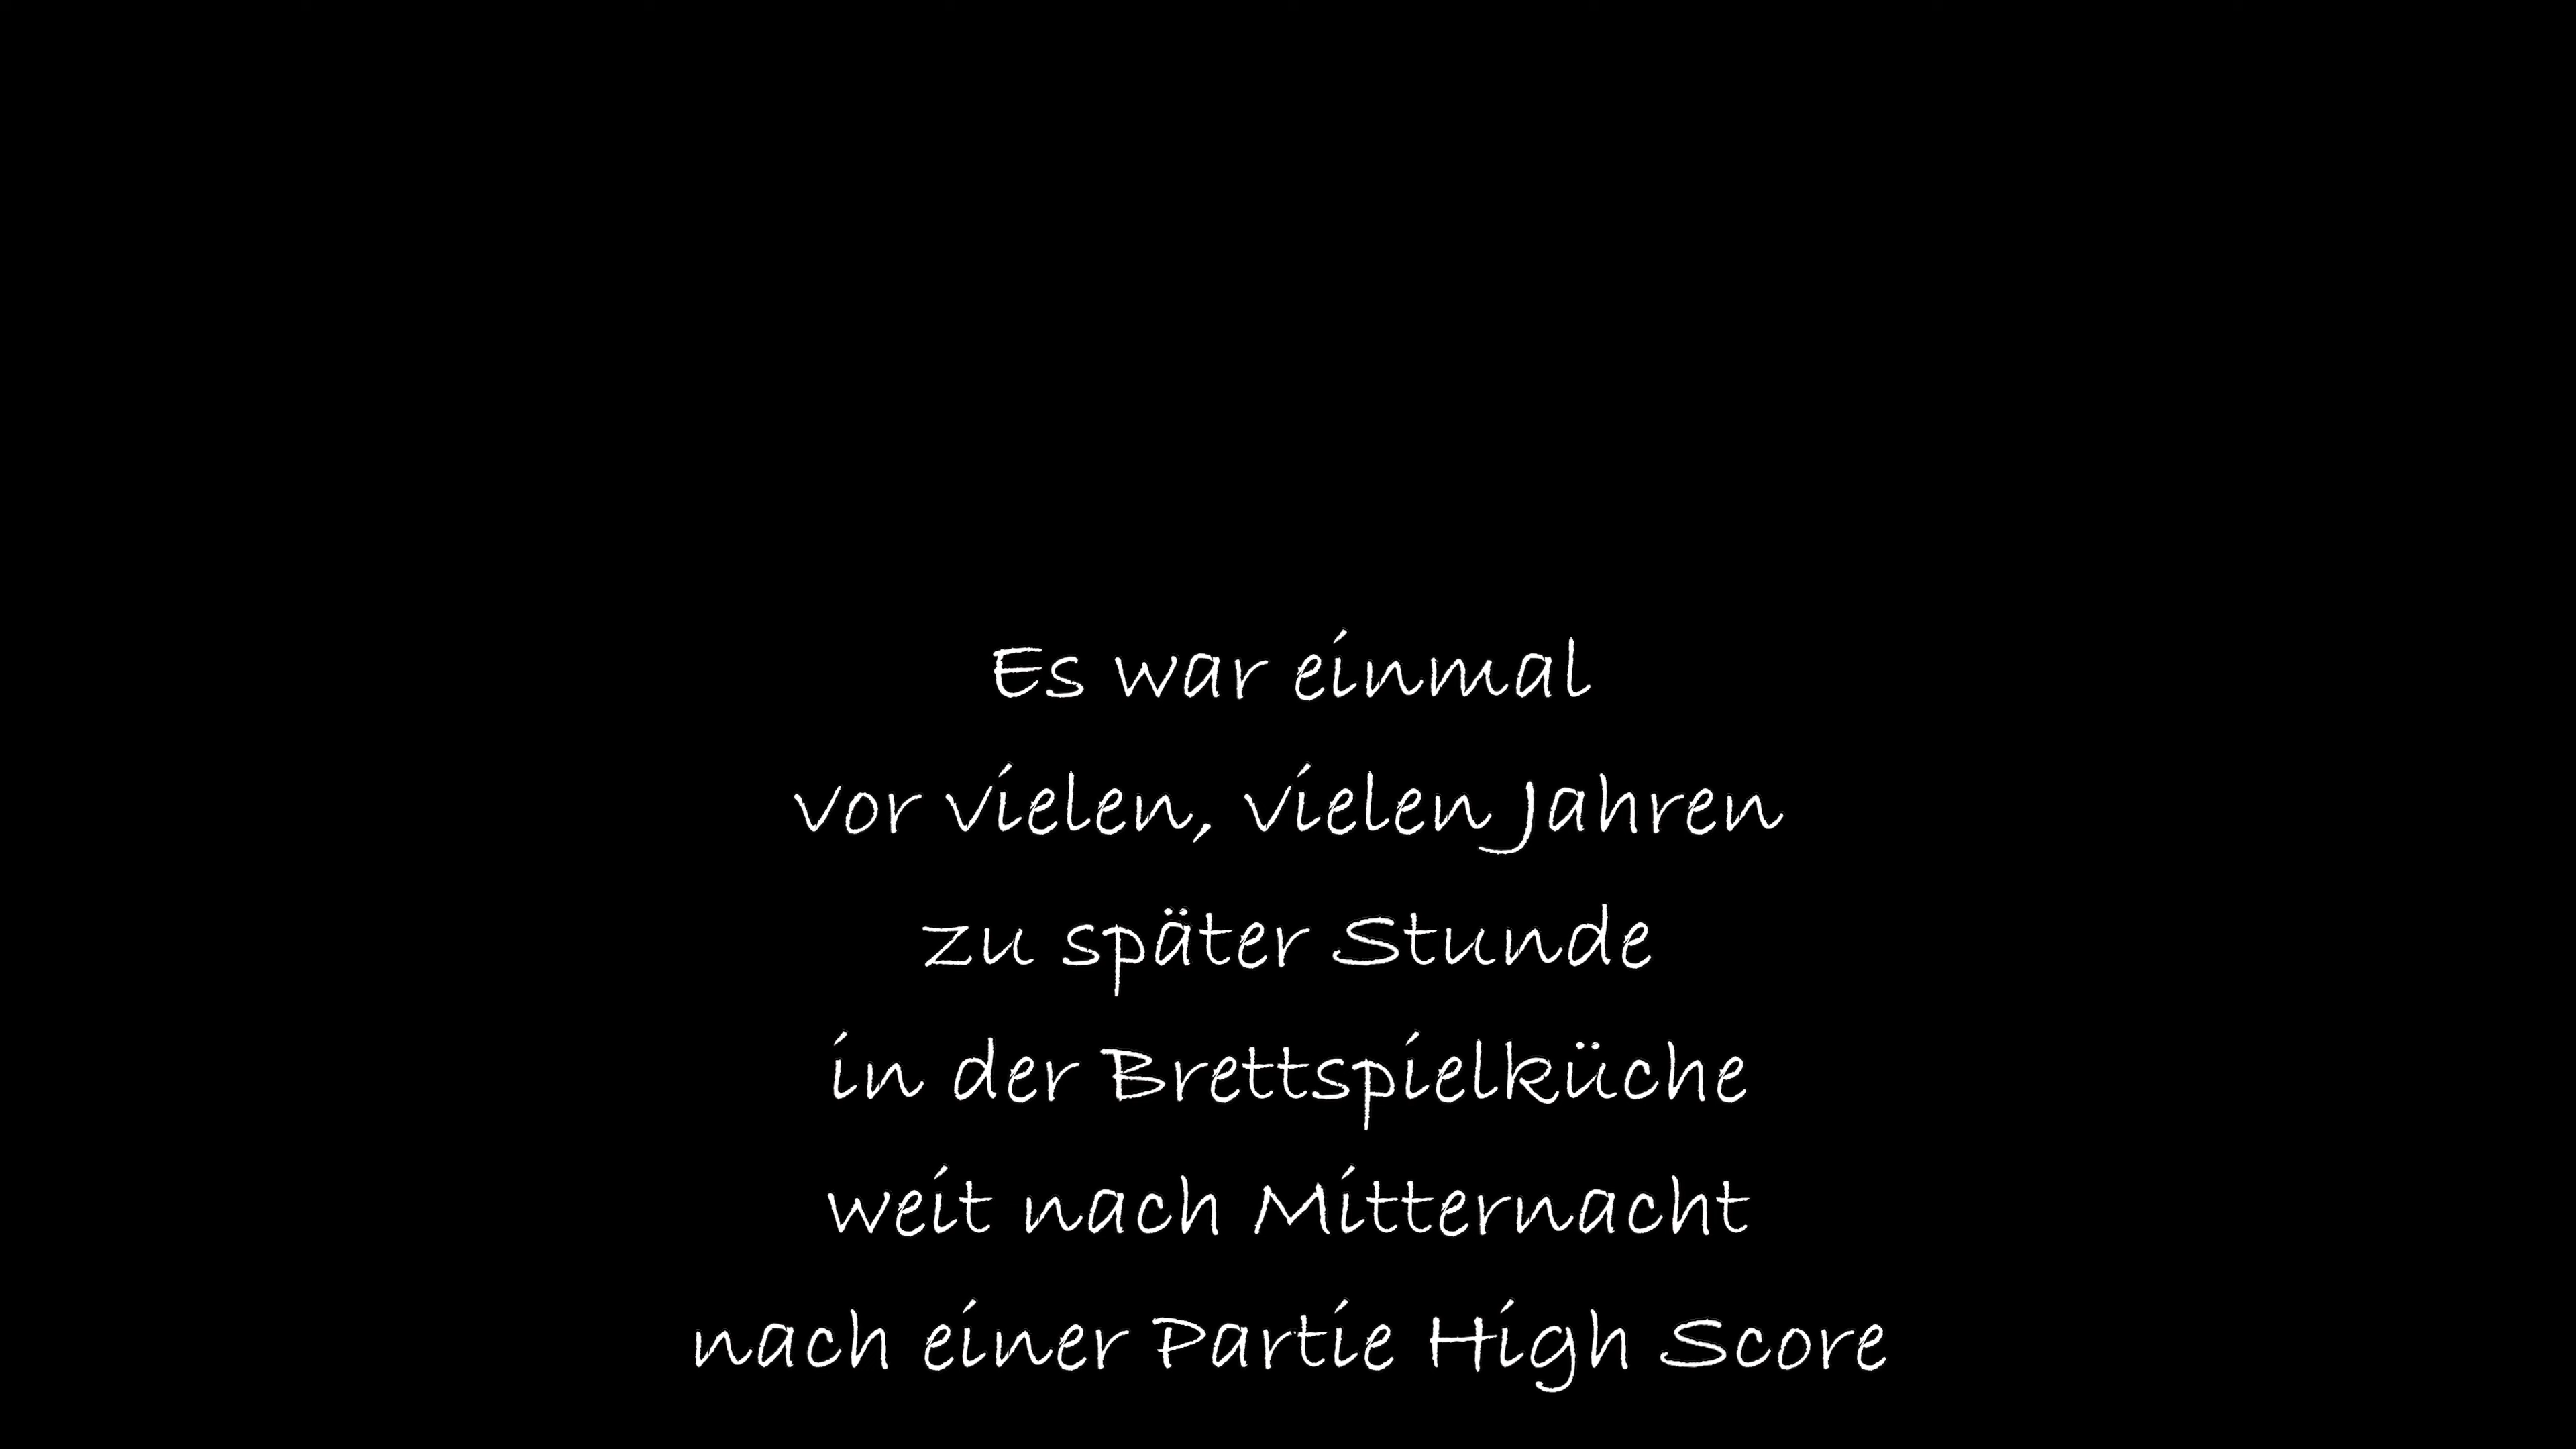 Es war einmal
vor vielen, vielen Jahren
zu später Stunde
in der Brettspielküche
weit nach Mitternacht
nach einer Partie High Score